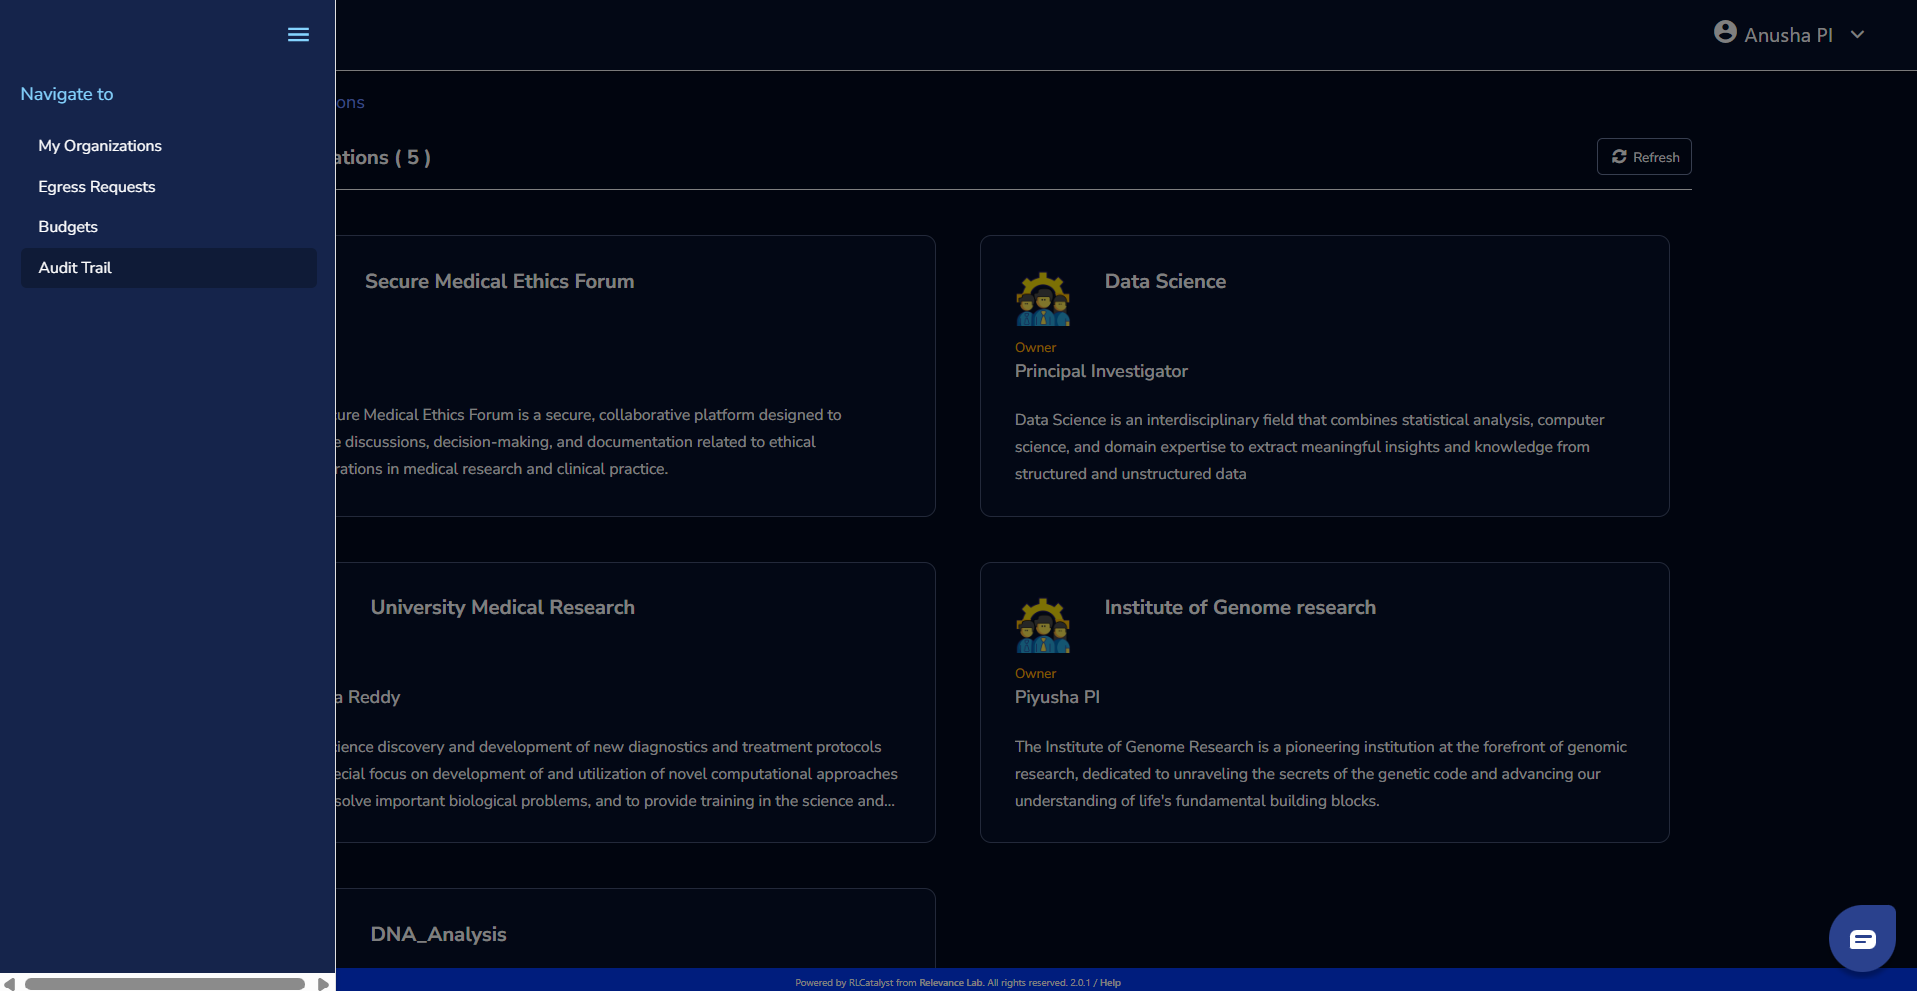 Anusha PI
Navigate to
My Organizations
Egress Requests
Budgets
Audit Trail
ons
ations ( 5 )
Refresh
Secure Medical Ethics Forum
ure Medical Ethics Forum is a secure, collaborative platform designed to
e discussions, decision-making, and documentation related to ethical
rations in medical research and clinical practice.
Data Science
Owner
Principal Investigator
Data Science is an interdisciplinary field that combines statistical analysis, computer
science, and domain expertise to extract meaningful insights and knowledge from
structured and unstructured data
University Medical Research
a Reddy
ience discovery and development of new diagnostics and treatment protocols
ecial focus on development of and utilization of novel computational approaches
solve important biological problems, and to provide training in the science and...
Institute of Genome research
Owner
Piyusha PI
The Institute of Genome Research is a pioneering institution at the forefront of genomic
research, dedicated to unraveling the secrets of the genetic code and advancing our
understanding of life's fundamental building blocks.
DNA_Analysis
Powered by RLCatalyst from Relevance Lab. All rights reserved. 2.0.1 / Help